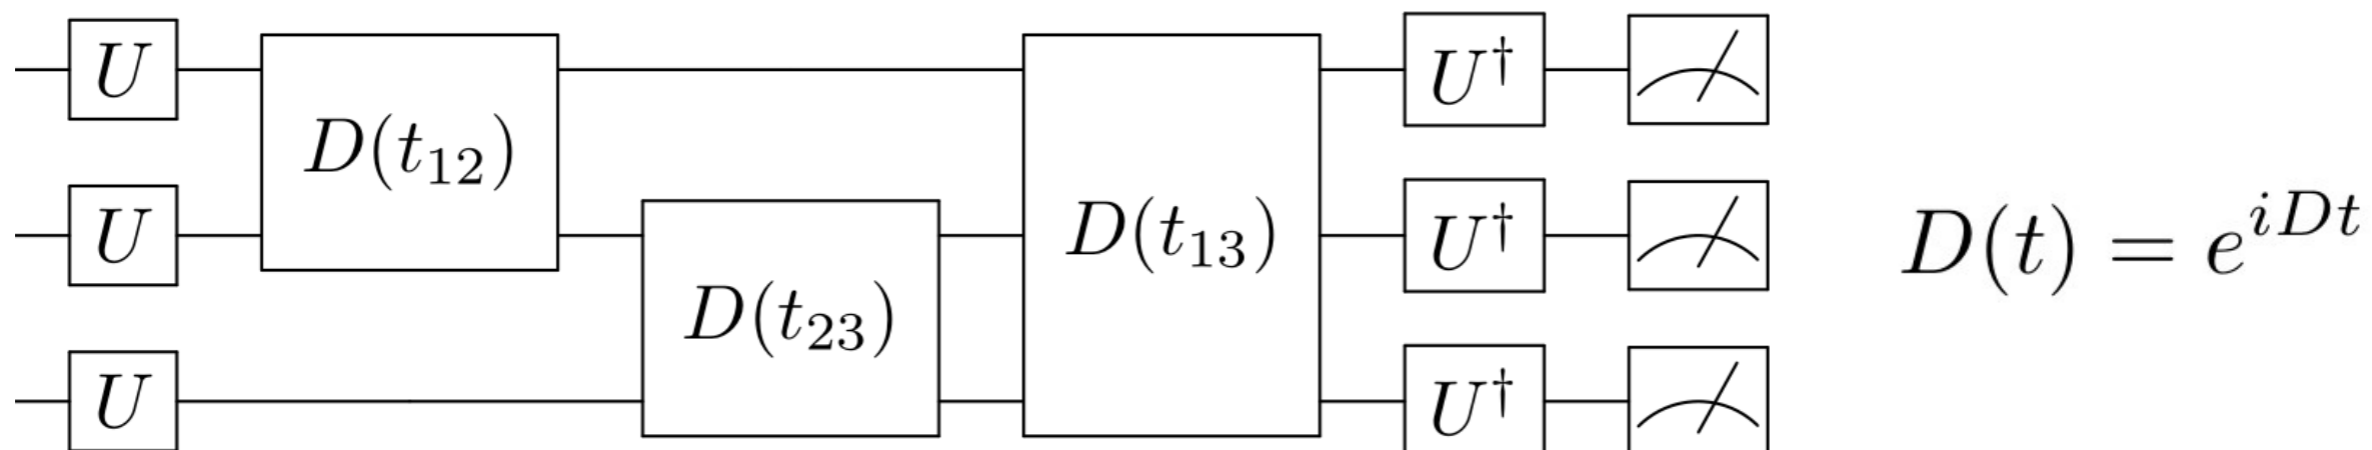 U D(t₁₂) D(t₁₃) U†
U D(t₂₃) U† D(t) = e^{iDt}
U U†